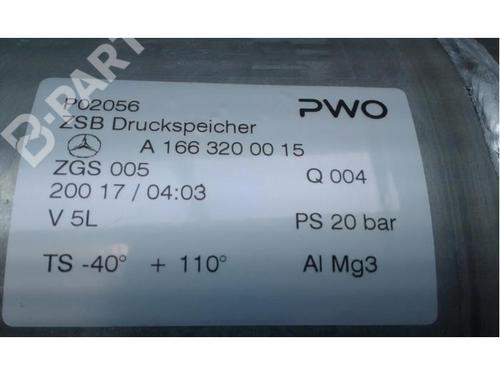 B-PART
P02056
PWO
ZSB Druckspeicher
A 166 320 00 15
ZGS 005
Q 004
200 17 / 04:03
V 5L
PS 20 bar
TS -40° + 110°
Al Mg3